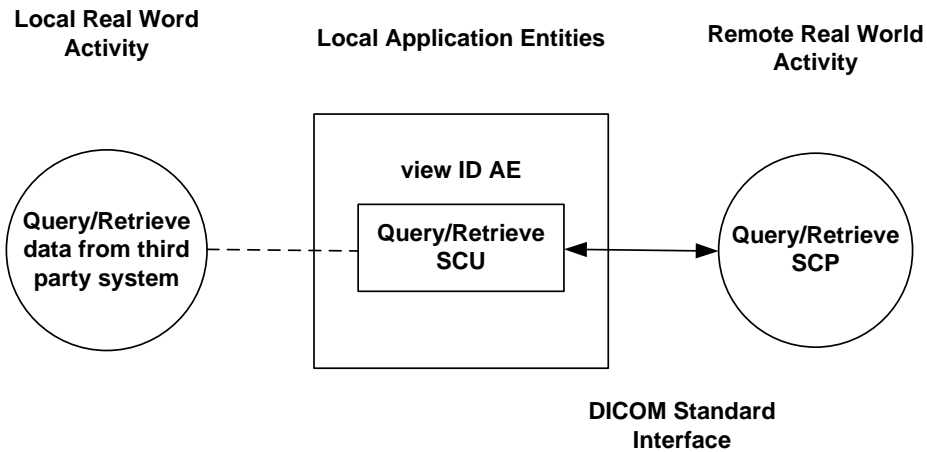 Local Real Word
Activity
Local Application Entities
Remote Real World
Activity
view ID AE
Query/Retrieve
data from third
party system
Query/Retrieve
SCU
Query/Retrieve
SCP
DICOM Standard
Interface